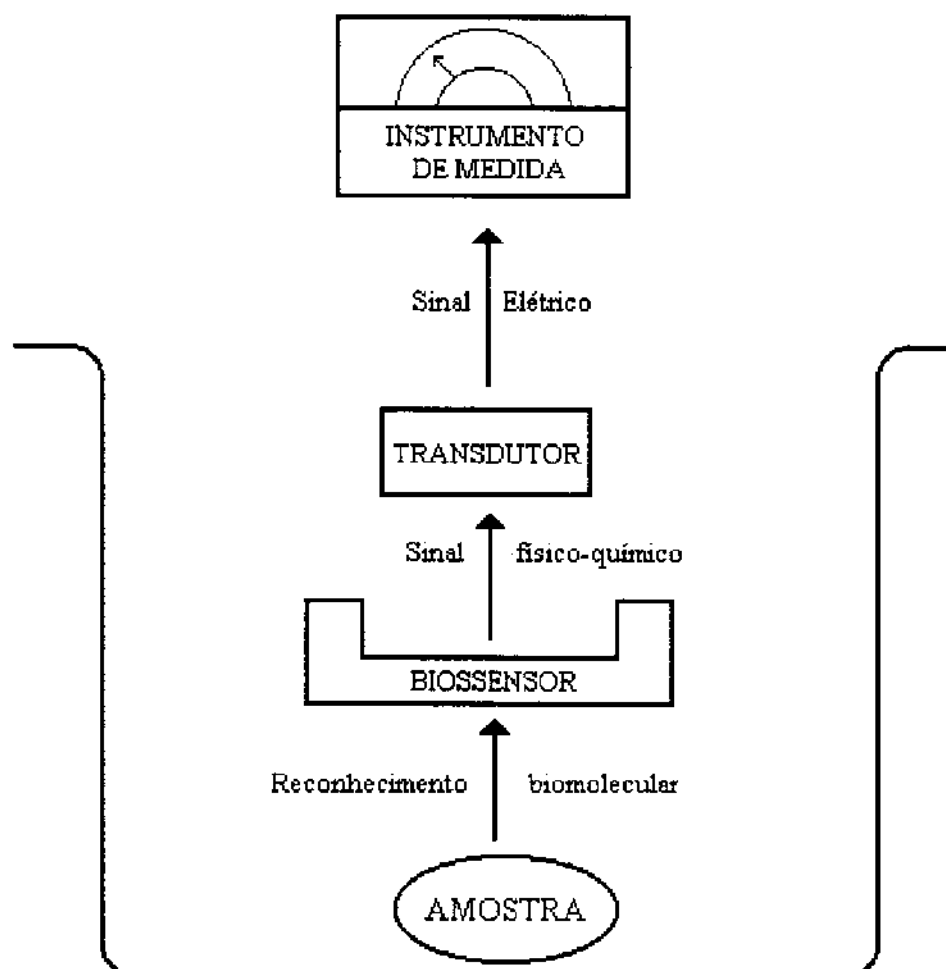 INSTRUMENTO
DE MEDIDA
Sinal Elétrico
TRANSDUTOR
Sinal físico-químico
BIOSSENSOR
Reconhecimento biomolecular
AMOSTRA